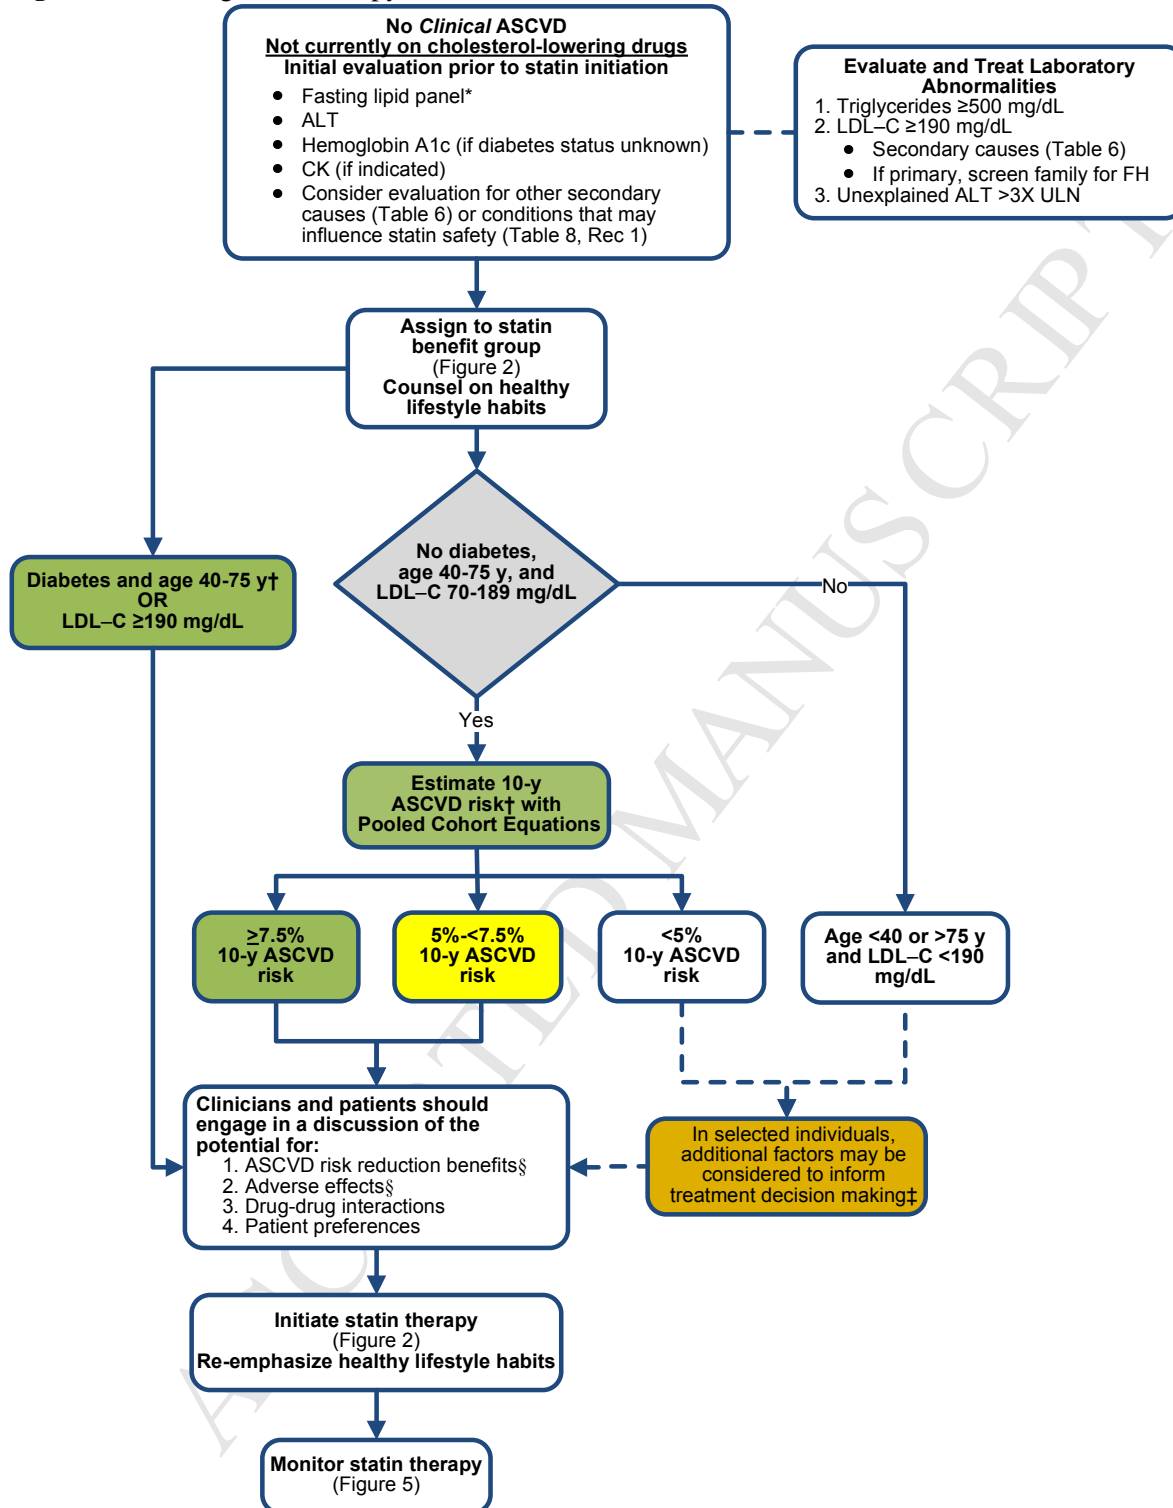 No Clinical ASCVD
Not currently on cholesterol-lowering drugs
Initial evaluation prior to statin initiation
• Fasting lipid panel*
• ALT
• Hemoglobin A1c (if diabetes status unknown)
• CK (if indicated)
• Consider evaluation for other secondary
causes (Table 6) or conditions that may
influence statin safety (Table 8, Rec 1)
Evaluate and Treat Laboratory
Abnormalities
1. Triglycerides ≥500 mg/dL
2. LDL–C ≥190 mg/dL
• Secondary causes (Table 6)
• If primary, screen family for FH
3. Unexplained ALT >3X ULN
Assign to statin
benefit group
(Figure 2)
Counsel on healthy
lifestyle habits
Diabetes and age 40-75 y†
OR
LDL–C ≥190 mg/dL
No diabetes,
age 40-75 y, and
LDL–C 70-189 mg/dL
No
Yes
Estimate 10-y
ASCVD risk† with
Pooled Cohort Equations
≥7.5%
10-y ASCVD
risk
5%-<7.5%
10-y ASCVD
risk
<5%
10-y ASCVD
risk
Age <40 or >75 y
and LDL–C <190
mg/dL
Clinicians and patients should
engage in a discussion of the
potential for:
1. ASCVD risk reduction benefits§
2. Adverse effects§
3. Drug-drug interactions
4. Patient preferences
In selected individuals,
additional factors may be
considered to inform
treatment decision making‡
Initiate statin therapy
(Figure 2)
Re-emphasize healthy lifestyle habits
Monitor statin therapy
(Figure 5)
ACCEPTED MANUSCRIPT